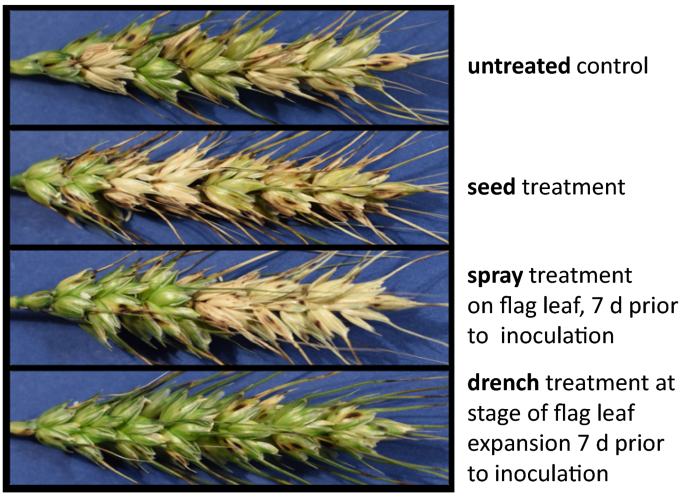 untreated control
seed treatment
spray treatment
on flag leaf, 7 d prior
to inoculation
drench treatment at
stage of flag leaf
expansion 7 d prior
to inoculation